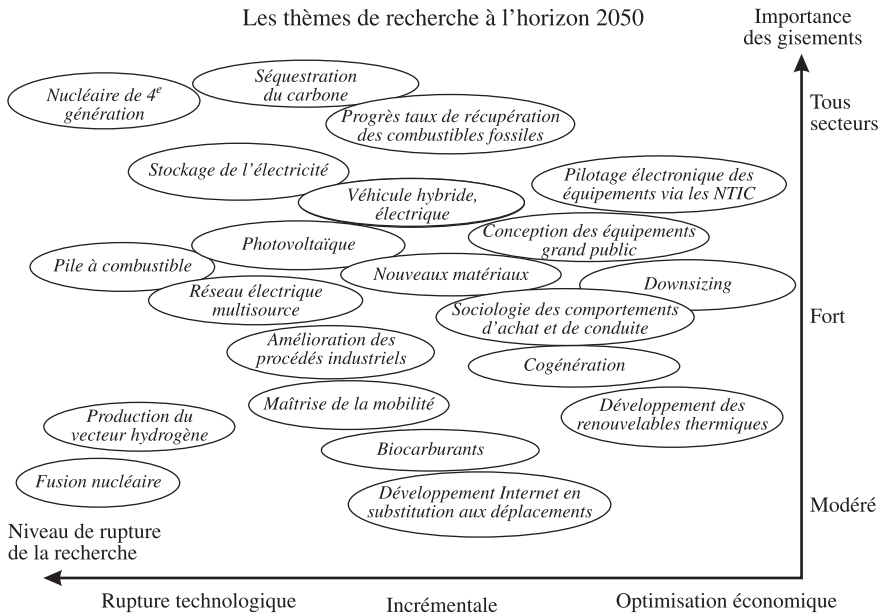 Les thèmes de recherche à l'horizon 2050
Importance
des gisements
Nucléaire de 4e
génération
Séquestration
du carbone
Progrès taux de récupération
des combustibles fossiles
Tous
secteurs
Stockage de l'électricité
Véhicule hybride,
électrique
Pilotage électronique des
équipements via les NTIC
Photovoltaïque
Conception des équipements
grand public
Pile à combustible
Nouveaux matériaux
Downsizing
Réseau électrique
multisource
Sociologie des comportements
d'achat et de conduite
Fort
Amélioration des
procédés industriels
Cogénération
Maîtrise de la mobilité
Développement des
renouvelables thermiques
Production du
vecteur hydrogène
Biocarburants
Fusion nucléaire
Développement Internet en
substitution aux déplacements
Modéré
Niveau de rupture
de la recherche
Rupture technologique
Incrémentale
Optimisation économique